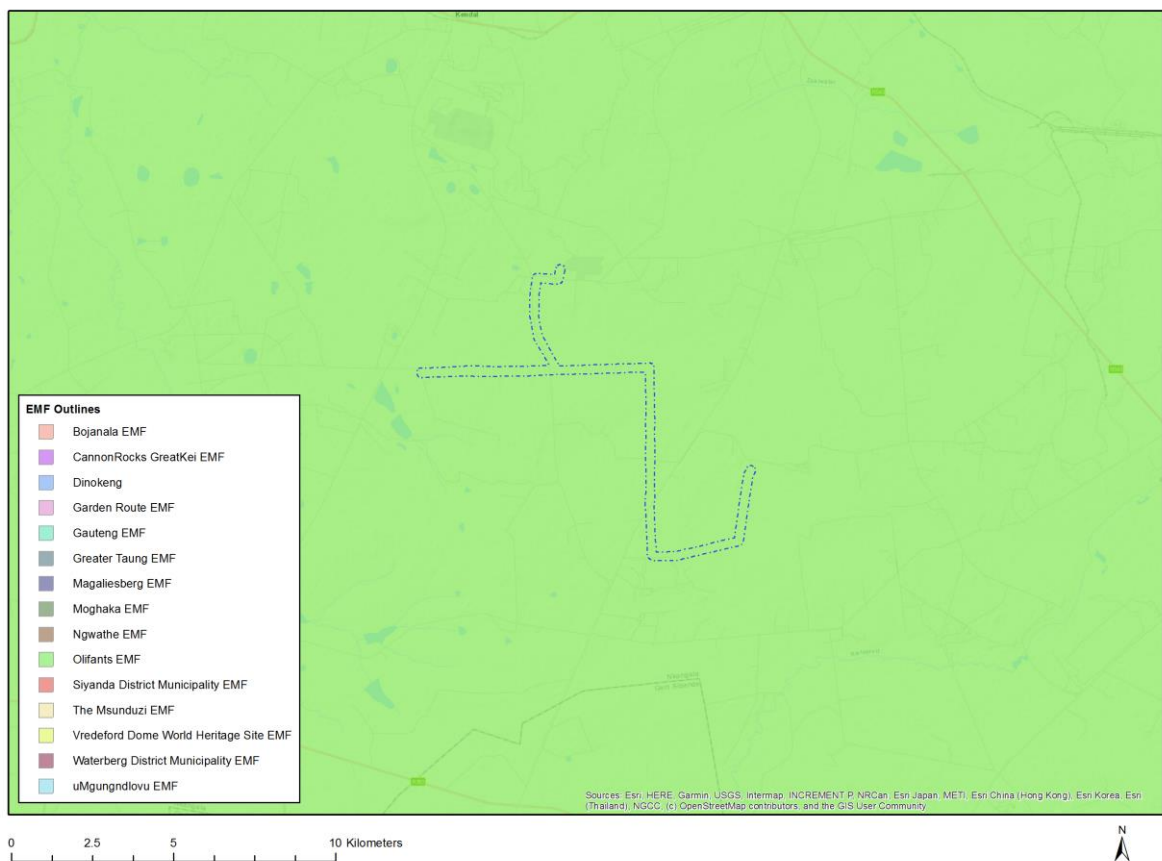 Kendal
EMF Outlines
Bojanala EMF
CannonRocks GreatKei EMF
Dinokeng
Garden Route EMF
Gauteng EMF
Greater Taung EMF
Magaliesberg EMF
Moghaka EMF
Ngwathe EMF
Olifants EMF
Siyanda District Municipality EMF
The Msunduzi EMF
Vredeford Dome World Heritage Site EMF
Waterberg District Municipality EMF
uMgungndlovu EMF
Nkangala
Gert Sibande
Sources: Esri, HERE, Garmin, USGS, Intermap, INCREMENT P, NRCan, Esri Japan, METI, Esri China (Hong Kong), Esri Korea, Esri
(Thailand), NGCC, (c) OpenStreetMap contributors, and the GIS User Community
0 2.5 5 10 Kilometers
N